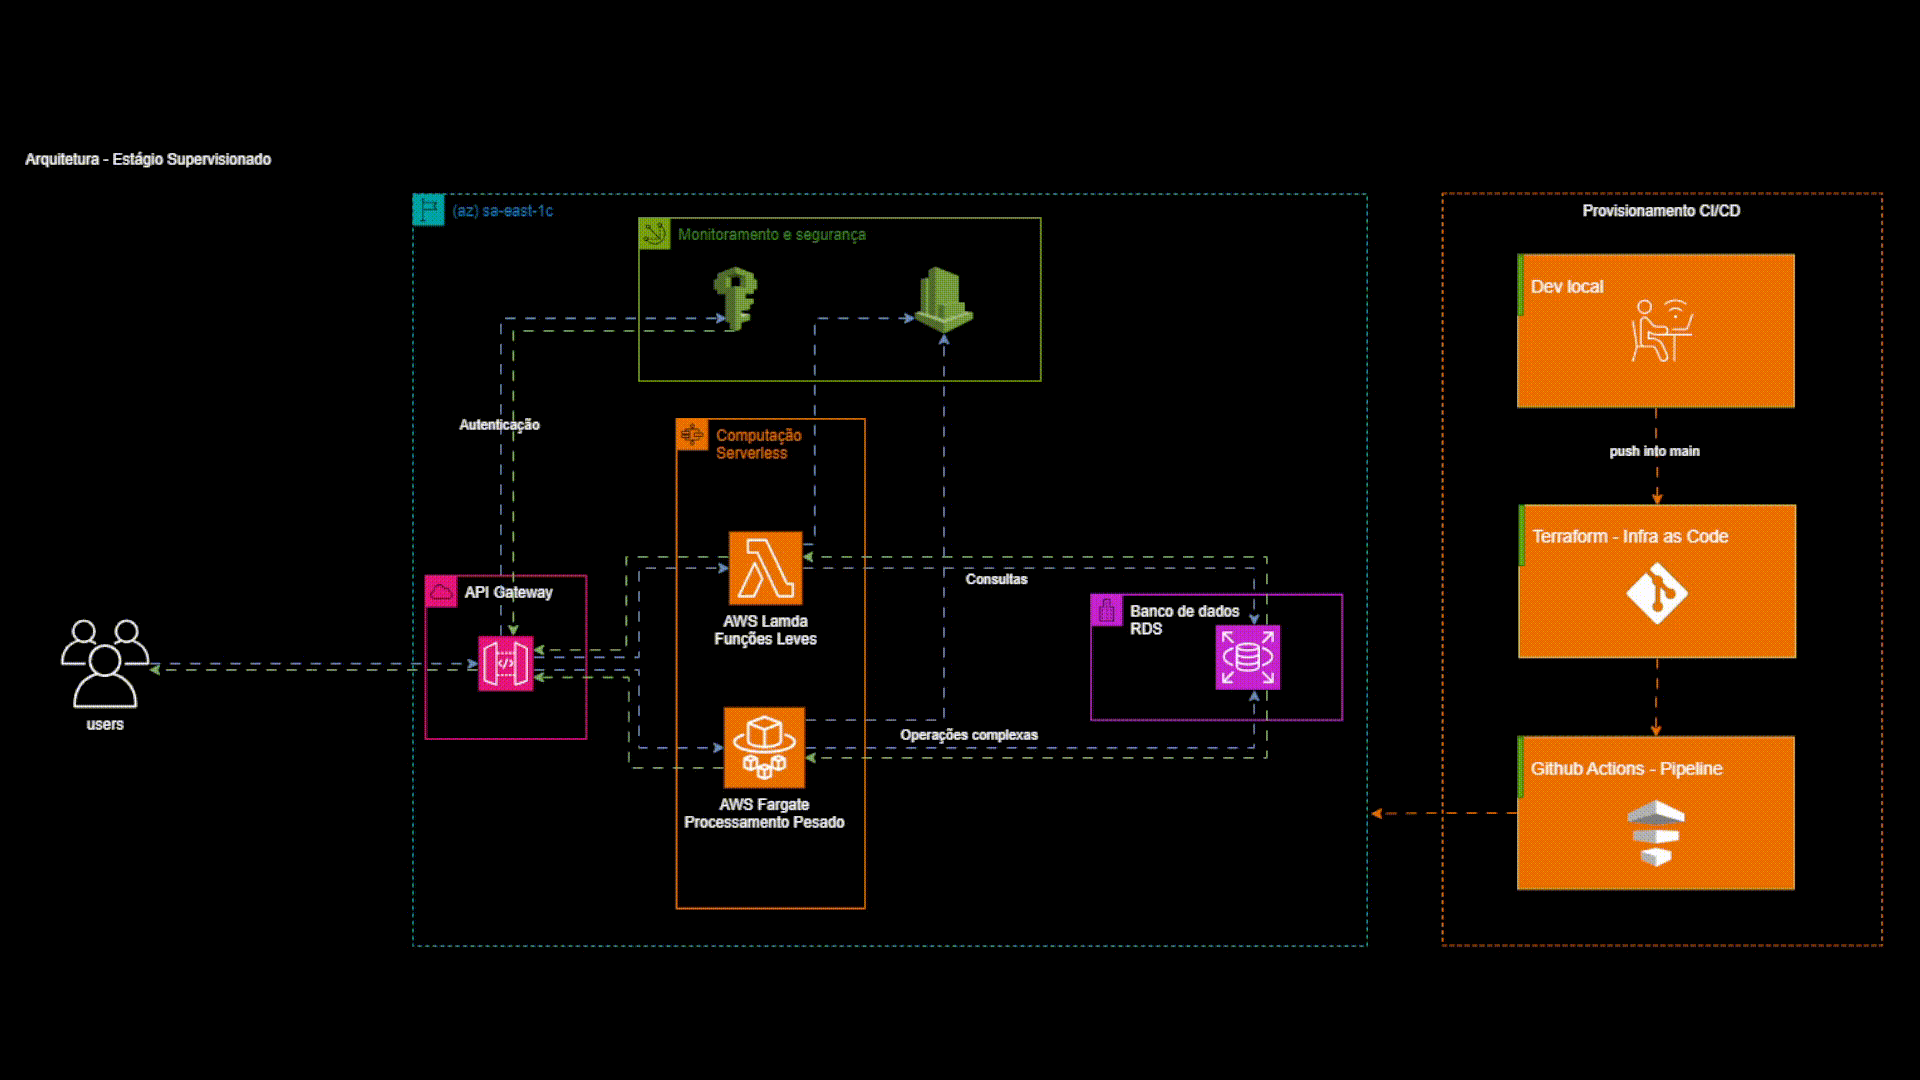 Arquitetura - Estágio Supervisionado
(az) sa-east-1c
Monitoramento e segurança
Autenticação
Computação
Serverless
API Gateway
AWS Lamda
Funções Leves
Consultas
Banco de dados
RDS
users
Operações complexas
AWS Fargate
Processamento Pesado
Provisionamento CI/CD
Dev local
push into main
Terraform - Infra as Code
Github Actions - Pipeline